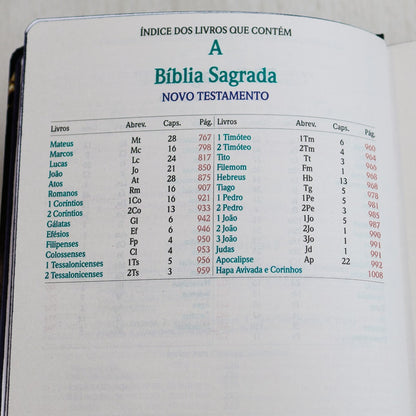 ÍNDICE DOS LIVROS QUE CONTÉM
A
Bíblia Sagrada
NOVO TESTAMENTO
Livros Abrev. Caps. Pág.
Mateus Mt 28 767
Marcos Mc 16 798
Lucas Lc 24 817
João Jo 21 850
Atos At 28 875
Romanos Rm 16 907
1 Coríntios 1Co 16 921
2 Coríntios 2Co 13 933
Gálatas Gl 6 942
Efésios Ef 6 946
Filipenses Fp 4 950
Colossenses Cl 4 953
1 Tessalonicenses 1Ts 5 956
2 Tessalonicenses 2Ts 3 959
Livros Abrev. Caps. Pág.
1 Timóteo 1Tm 6 960
2 Timóteo 2Tm 4 964
Tito Tt 3 966
Filemom Fm 1 968
Hebreus Hb 13 968
Tiago Tg 5 978
1 Pedro 1Pe 5 981
2 Pedro 2Pe 3 985
1 João 1Jo 5 987
2 João 2Jo 1 990
3 João 3Jo 1 991
Judas Jd 1 991
Apocalipse Ap 22 992
Hapa Avivada e Corinhos 1008